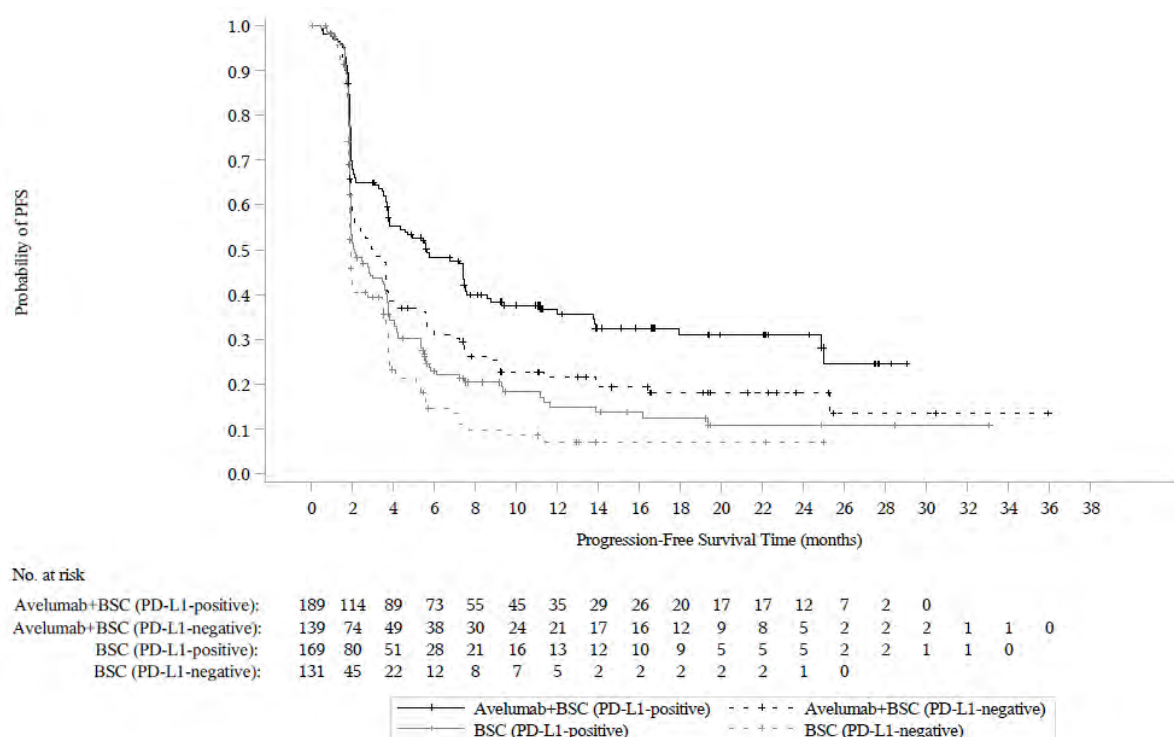 1.0
0.9
0.8
0.7
0.6
0.5
0.4
0.3
0.2
0.1
0.0
Probability of PFS
0 2 4 6 8 10 12 14 16 18 20 22 24 26 28 30 32 34 36 38
Progression-Free Survival Time (months)
No. at risk
Avelumab+BSC (PD-L1-positive): 189 114 89 73 55 45 35 29 26 20 17 17 12 7 2 0
Avelumab+BSC (PD-L1-negative): 139 74 49 38 30 24 21 17 16 12 9 8 5 2 2 2 1 1 0
BSC (PD-L1-positive): 169 80 51 28 21 16 13 12 10 9 5 5 5 2 2 1 1 0
BSC (PD-L1-negative): 131 45 22 12 8 7 5 2 2 2 2 2 1 0
Avelumab+BSC (PD-L1-positive) Avelumab+BSC (PD-L1-negative)
BSC (PD-L1-positive) BSC (PD-L1-negative)